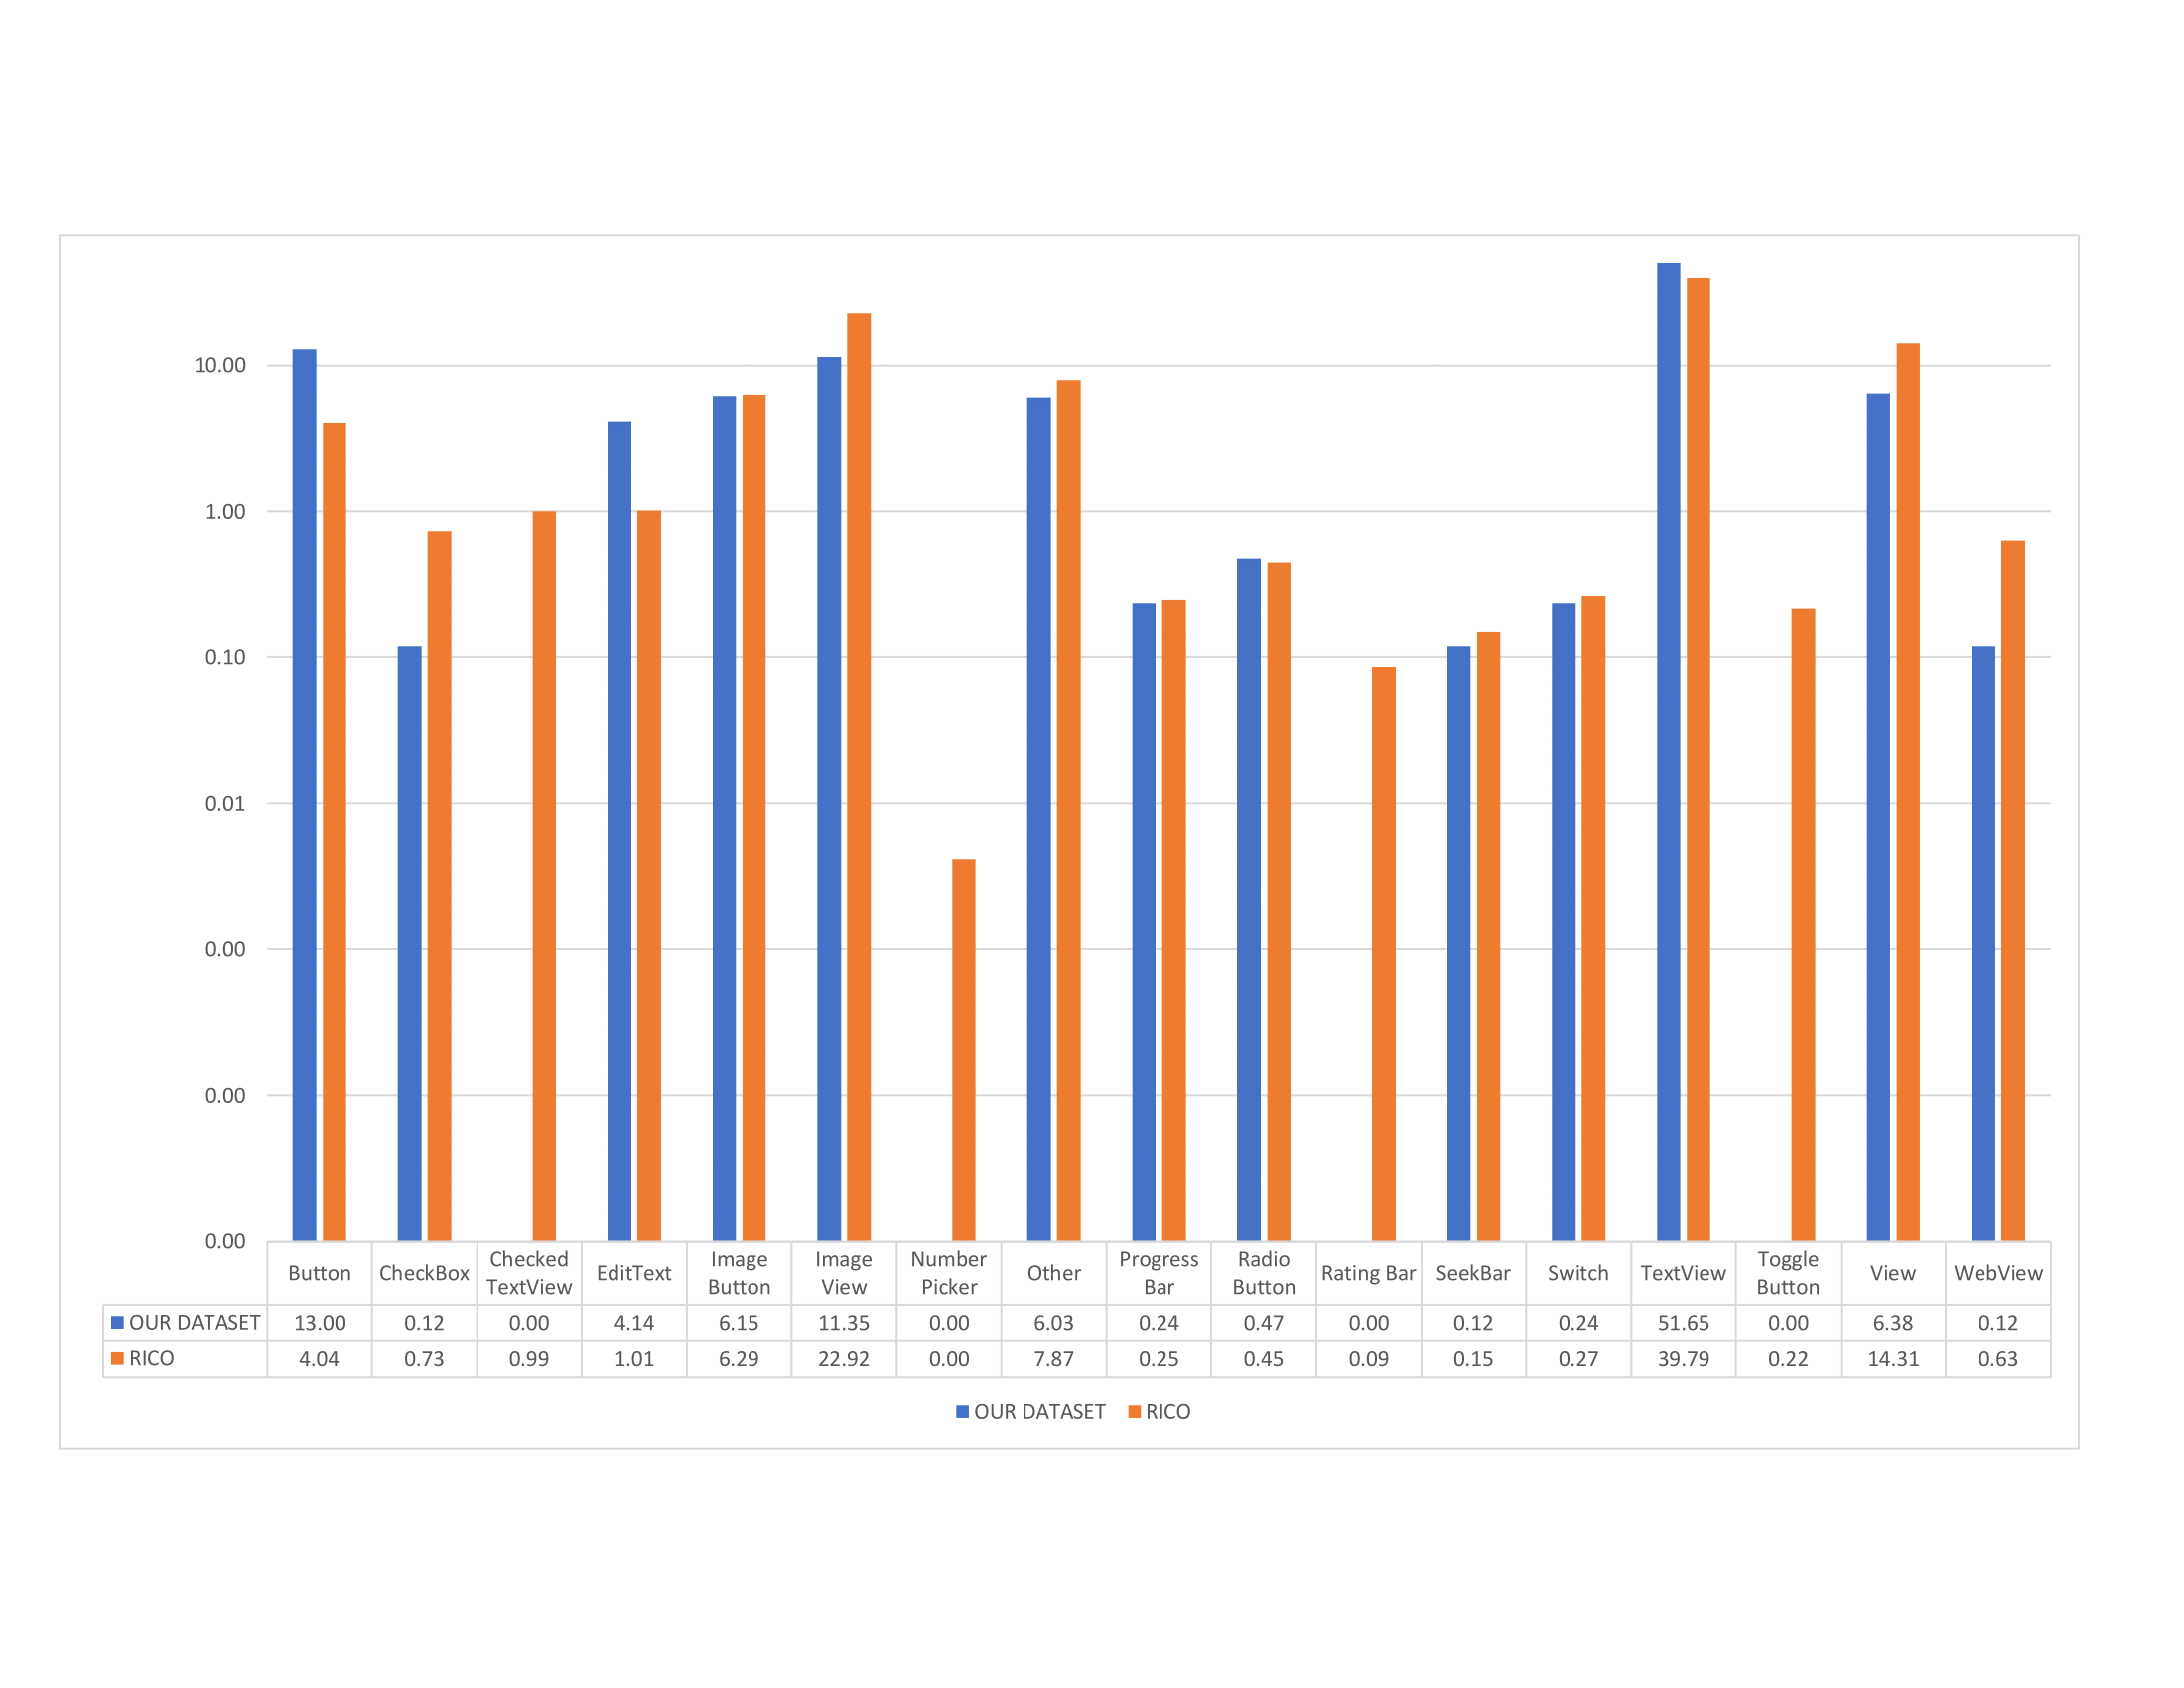 10.00
1.00
0.10
0.01
0.00
0.00
0.00
Button CheckBox Checked TextView EditText Image Button Image View Number Picker Other Progress Bar Radio Button Rating Bar SeekBar Switch TextView Toggle Button View WebView
OUR DATASET 13.00 0.12 0.00 4.14 6.15 11.35 0.00 6.03 0.24 0.47 0.00 0.12 0.24 51.65 0.00 6.38 0.12
RICO 4.04 0.73 0.99 1.01 6.29 22.92 0.00 7.87 0.25 0.45 0.09 0.15 0.27 39.79 0.22 14.31 0.63
OUR DATASET RICO